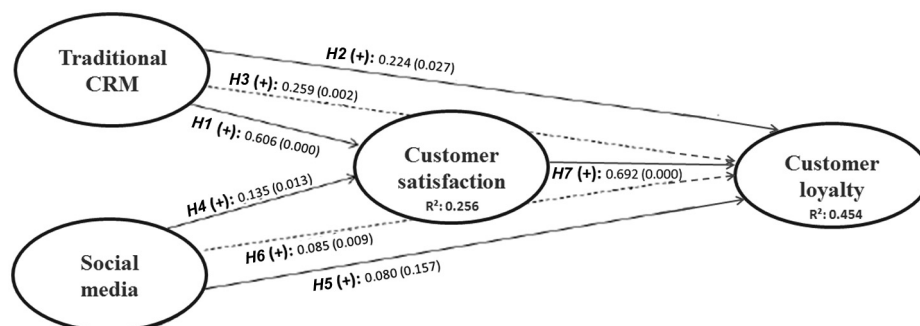 Traditional
CRM
H2 (+): 0.224 (0.027)
H3 (+): 0.259 (0.002)
H1 (+): 0.606 (0.000)
Customer
satisfaction
R²: 0.256
H7 (+): 0.692 (0.000)
Customer
loyalty
R²: 0.454
H4 (+): 0.135 (0.013)
H6 (+): 0.085 (0.009)
H5 (+): 0.080 (0.157)
Social
media